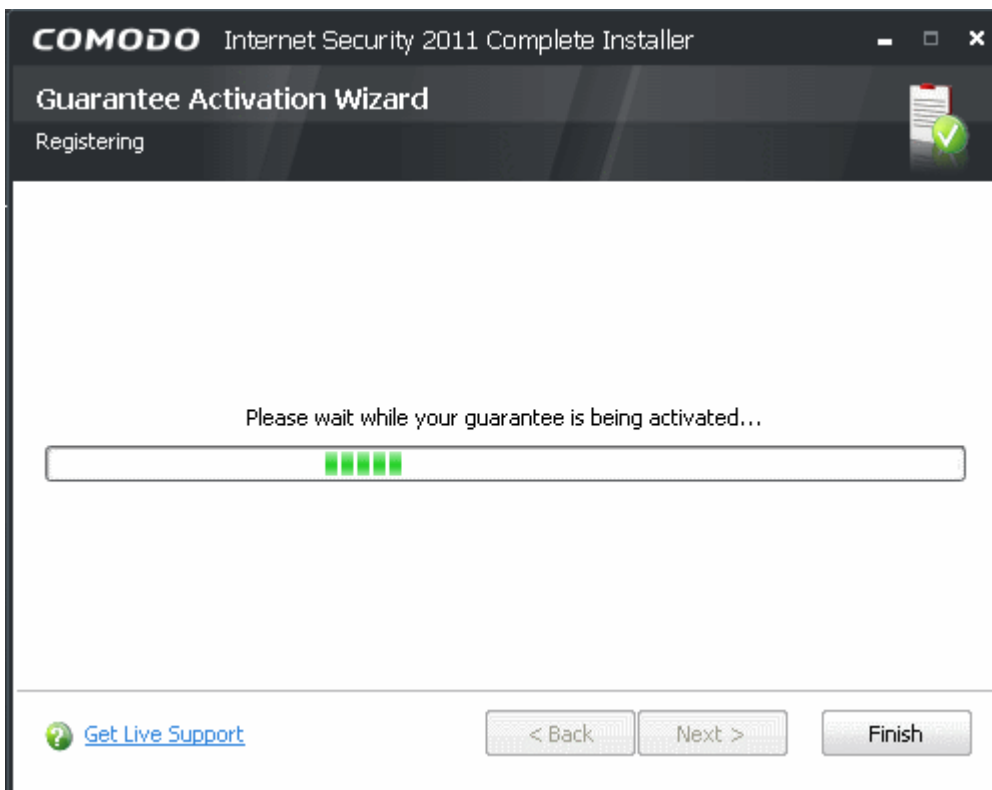 COMODO Internet Security 2011 Complete Installer
Guarantee Activation Wizard
Registering
Please wait while your guarantee is being activated...
Get Live Support
< Back
Next >
Finish